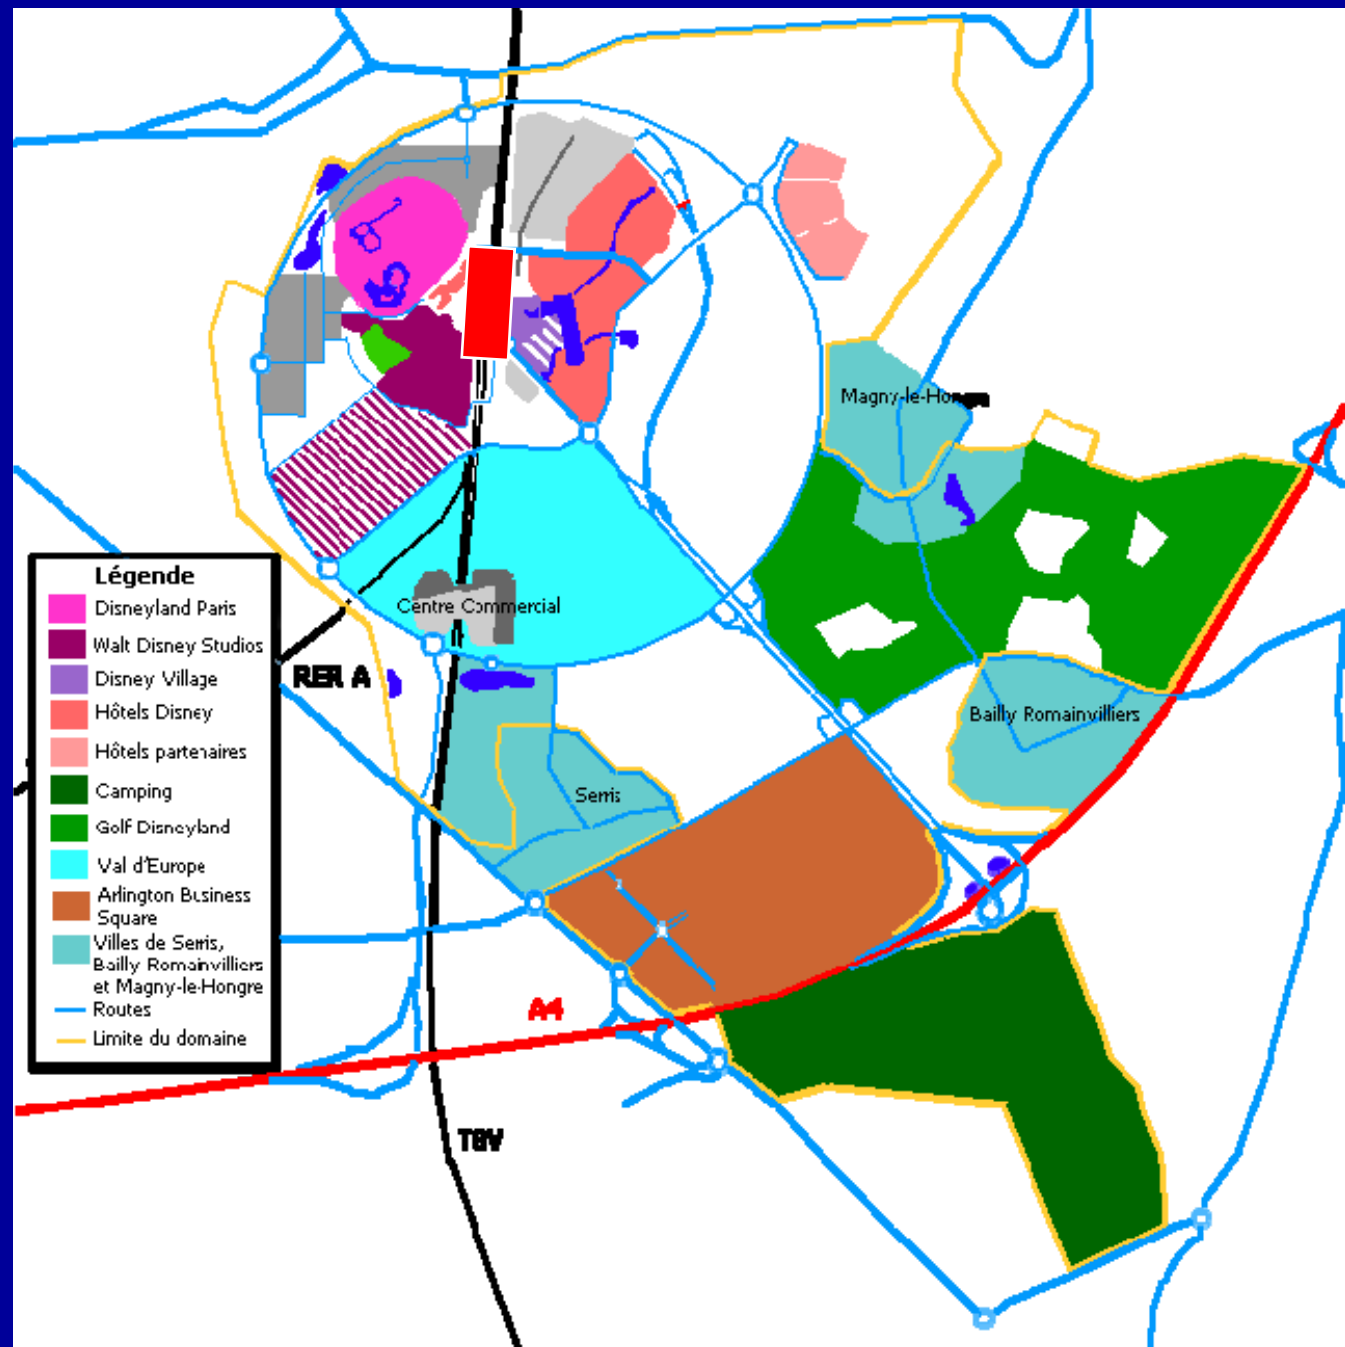 Magny-le-Hongre
Légende
Disneyland Paris
Walt Disney Studios
Disney Village
Hôtels Disney
Hôtels partenaires
Camping
Golf Disneyland
Val d'Europe
Arlington Business
Square
Villes de Serris,
Bailly Romainvilliers
et Magny-le-Hongre
Routes
Limite du domaine
Centre Commercial
RER A
Bailly Romainvilliers
Serris
A4
TGV